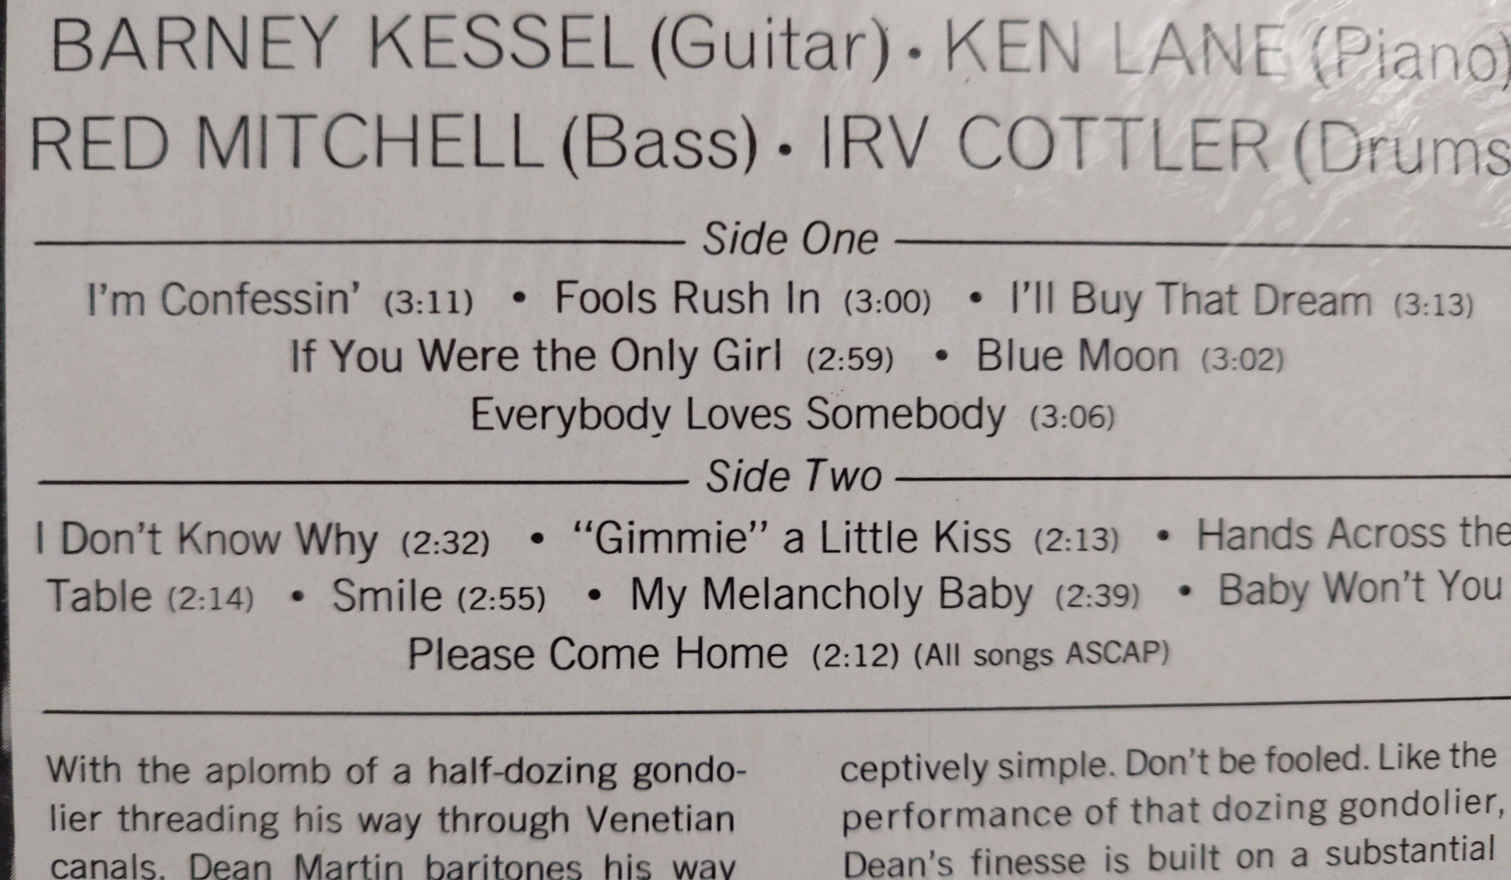 BARNEY KESSEL (Guitar) • KEN LANE (Piano)
RED MITCHELL (Bass) • IRV COTTLER (Drums
Side One
I'm Confessin' (3:11) • Fools Rush In (3:00) • I'll Buy That Dream (3:13)
If You Were the Only Girl (2:59) • Blue Moon (3:02)
Everybody Loves Somebody (3:06)
Side Two
I Don't Know Why (2:32) • “Gimmie” a Little Kiss (2:13) • Hands Across the
Table (2:14) • Smile (2:55) • My Melancholy Baby (2:39) • Baby Won't You
Please Come Home (2:12) (All songs ASCAP)
With the aplomb of a half-dozing gondo-
lier threading his way through Venetian
canals, Dean Martin baritones his way
ceptively simple. Don't be fooled. Like the
performance of that dozing gondolier,
Dean's finesse is built on a substantial